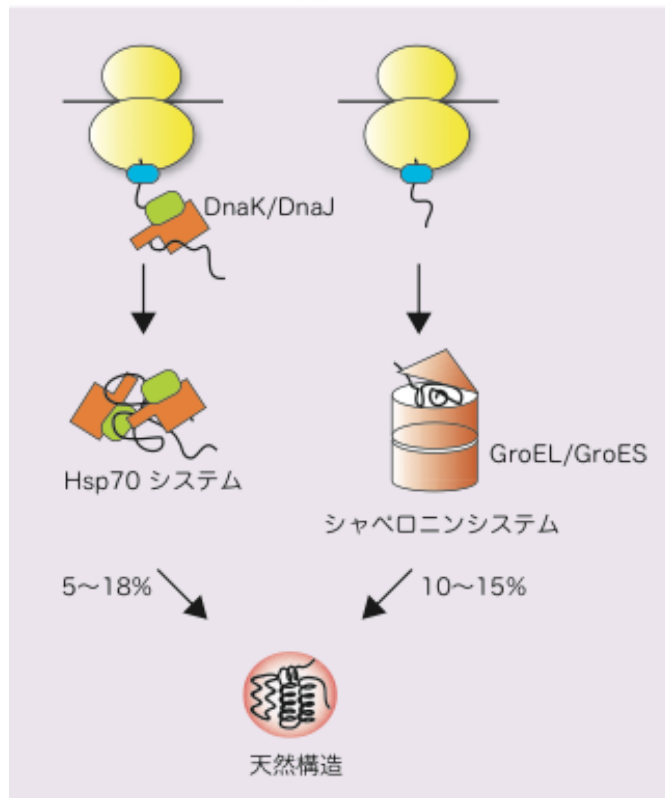 DnaK/DnaJ
Hsp70 システム
GroEL/GroES
シャペロニンシステム
5〜18%
10〜15%
天然構造